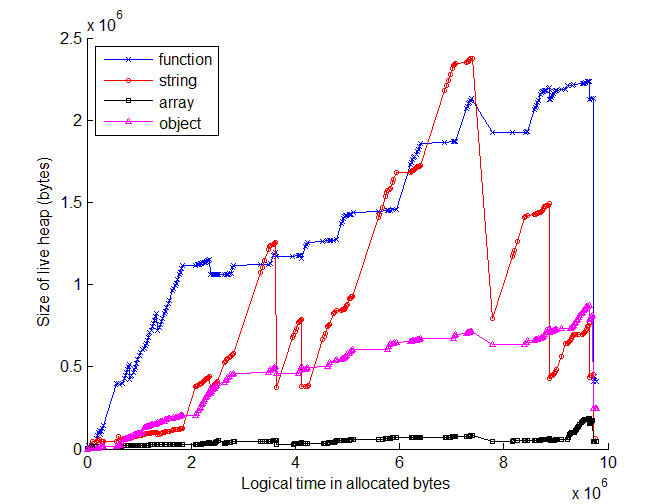 x 10^6
2.5
2
1.5
1
0.5
0
function
string
array
object
Size of live heap (bytes)
0 2 4 6 8 10
Logical time in allocated bytes
x 10^6